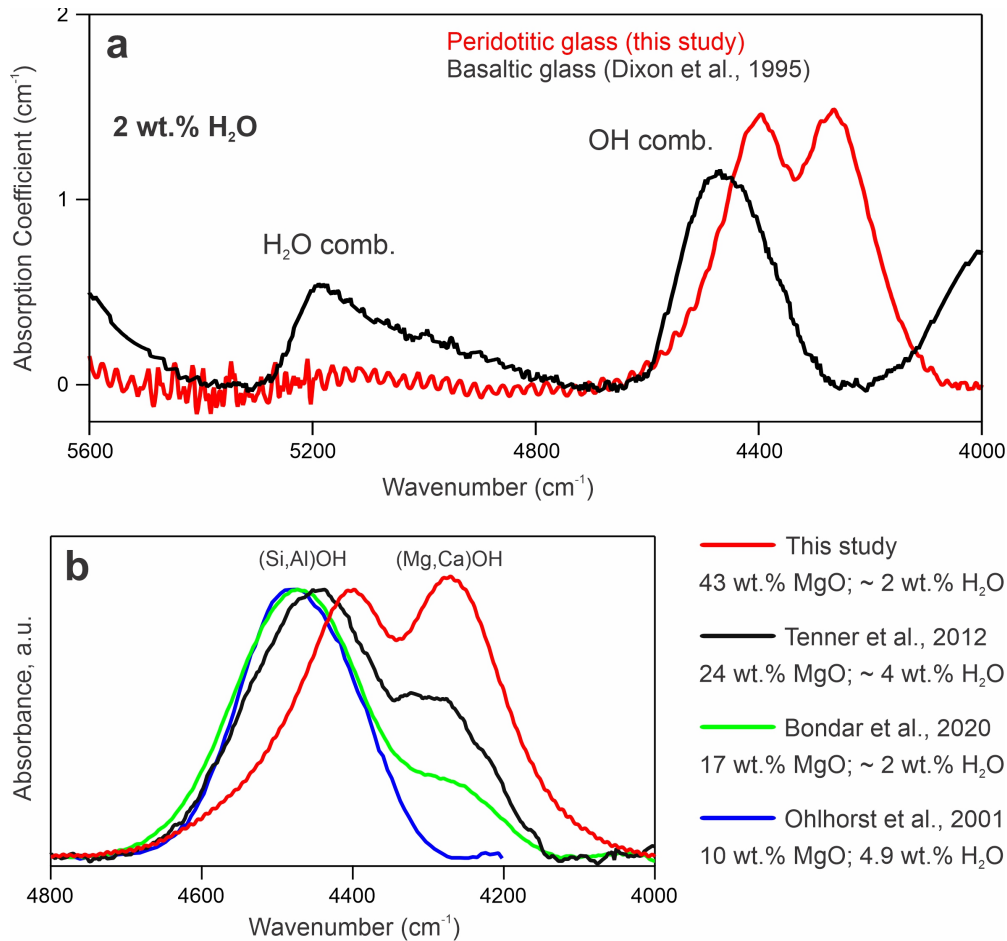 a
Peridotitic glass (this study)
Basaltic glass (Dixon et al., 1995)
2 wt.% H₂O
OH comb.
H₂O comb.
Absorption Coefficient (cm⁻¹)
2
1
0
5600 5200 4800 4400 4000
Wavenumber (cm⁻¹)
b
(Si,Al)OH (Mg,Ca)OH
Absorbance, a.u.
4800 4600 4400 4200 4000
Wavenumber (cm⁻¹)
This study
43 wt.% MgO; ~ 2 wt.% H₂O
Tenner et al., 2012
24 wt.% MgO; ~ 4 wt.% H₂O
Bondar et al., 2020
17 wt.% MgO; ~ 2 wt.% H₂O
Ohlhorst et al., 2001
10 wt.% MgO; 4.9 wt.% H₂O